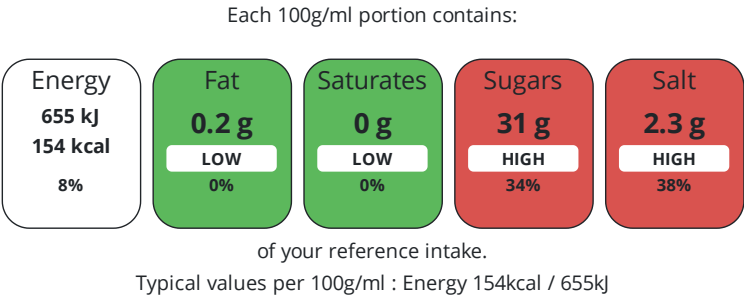 Each 100g/ml portion contains:
Energy
655 kJ
154 kcal
8%
Fat
0.2 g
LOW
0%
Saturates
0 g
LOW
0%
Sugars
31 g
HIGH
34%
Salt
2.3 g
HIGH
38%
of your reference intake.
Typical values per 100g/ml : Energy 154kcal / 655kJ